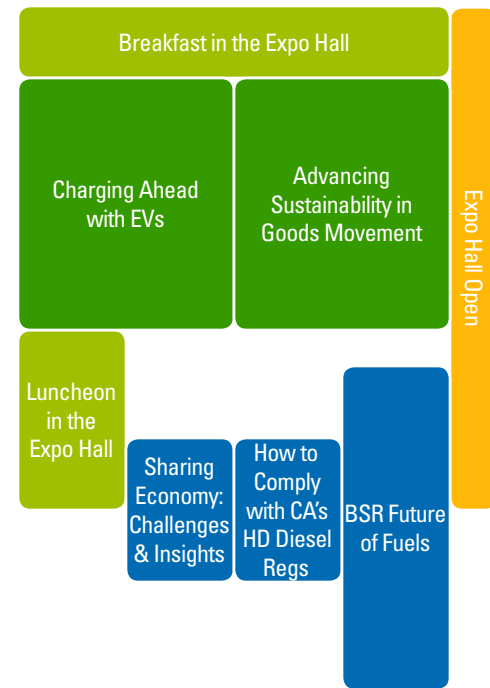 Breakfast in the Expo Hall
Charging Ahead
with EVs
Advancing
Sustainability in
Goods Movement
Expo Hall Open
Luncheon
in the
Expo Hall
Sharing
Economy:
Challenges
& Insights
How to
Comply
with CA's
HD Diesel
Regs
BSR Future
of Fuels